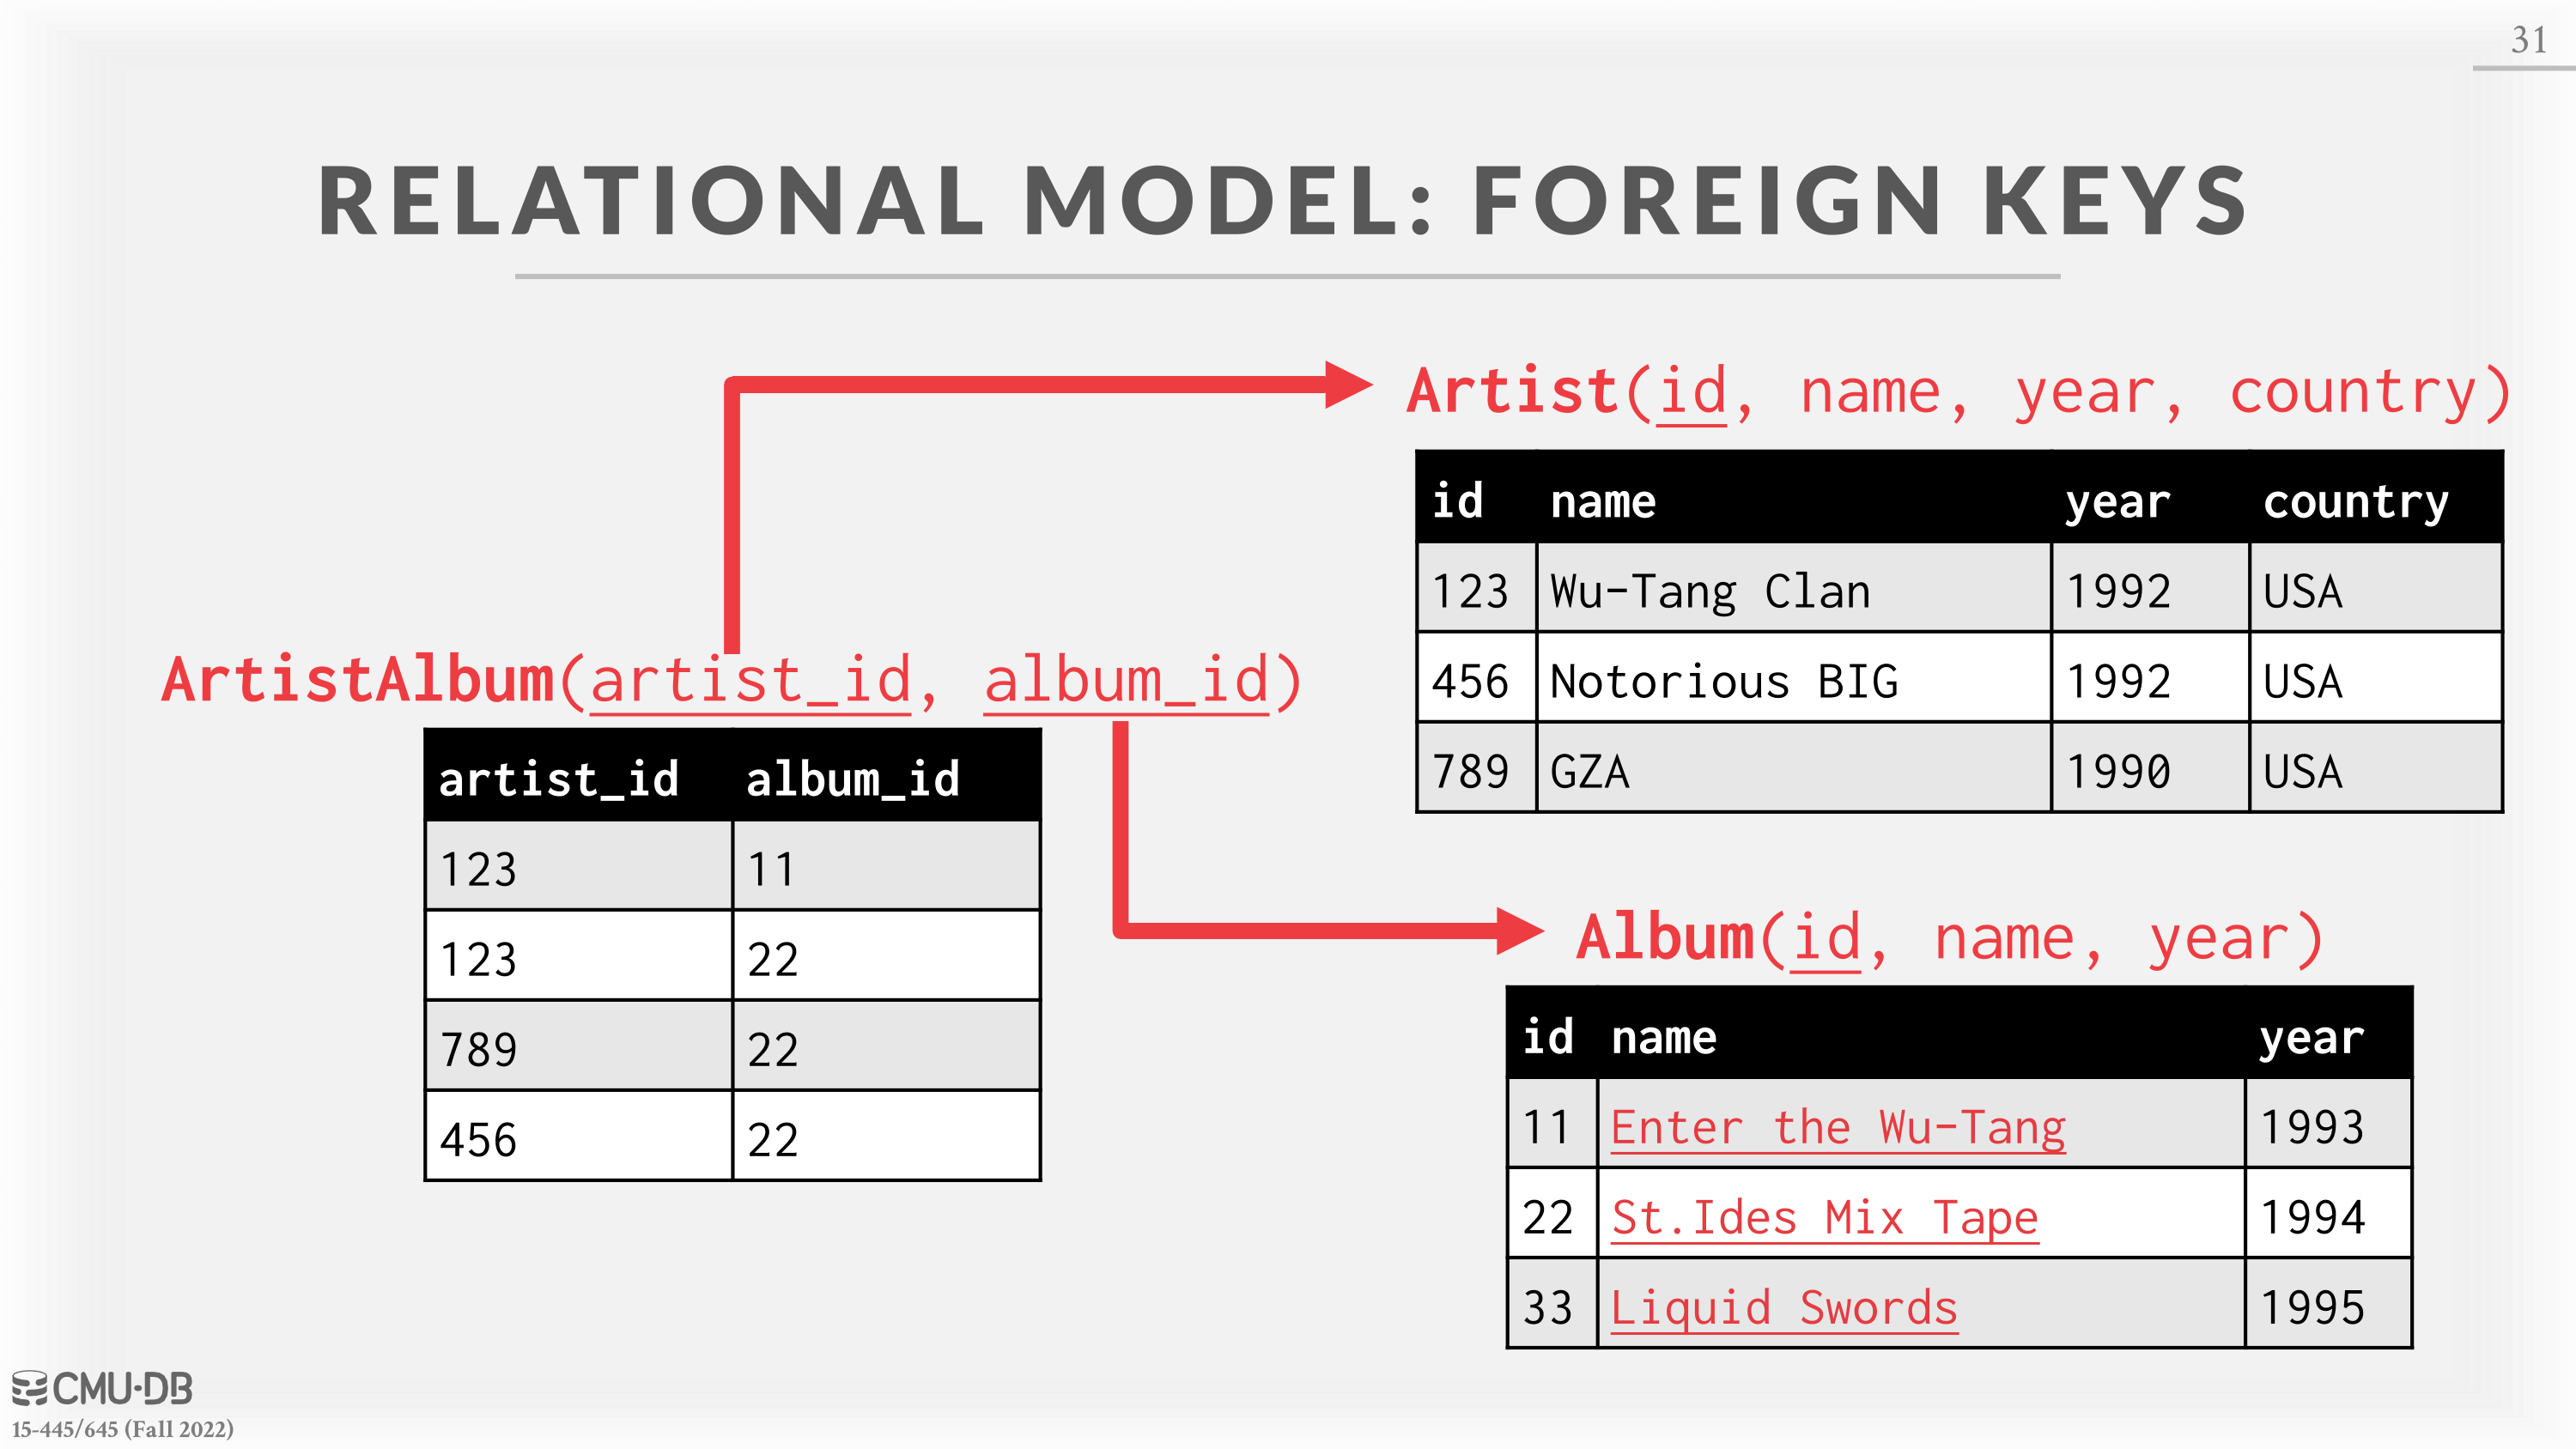 31
RELATIONAL MODEL: FOREIGN KEYS
Artist(id, name, year, country)
id name year country
123 Wu-Tang Clan 1992 USA
456 Notorious BIG 1992 USA
789 GZA 1990 USA
ArtistAlbum(artist_id, album_id)
artist_id album_id
123 11
123 22
789 22
456 22
Album(id, name, year)
id name year
11 Enter the Wu-Tang 1993
22 St.Ides Mix Tape 1994
33 Liquid Swords 1995
CMU·DB
15-445/645 (Fall 2022)